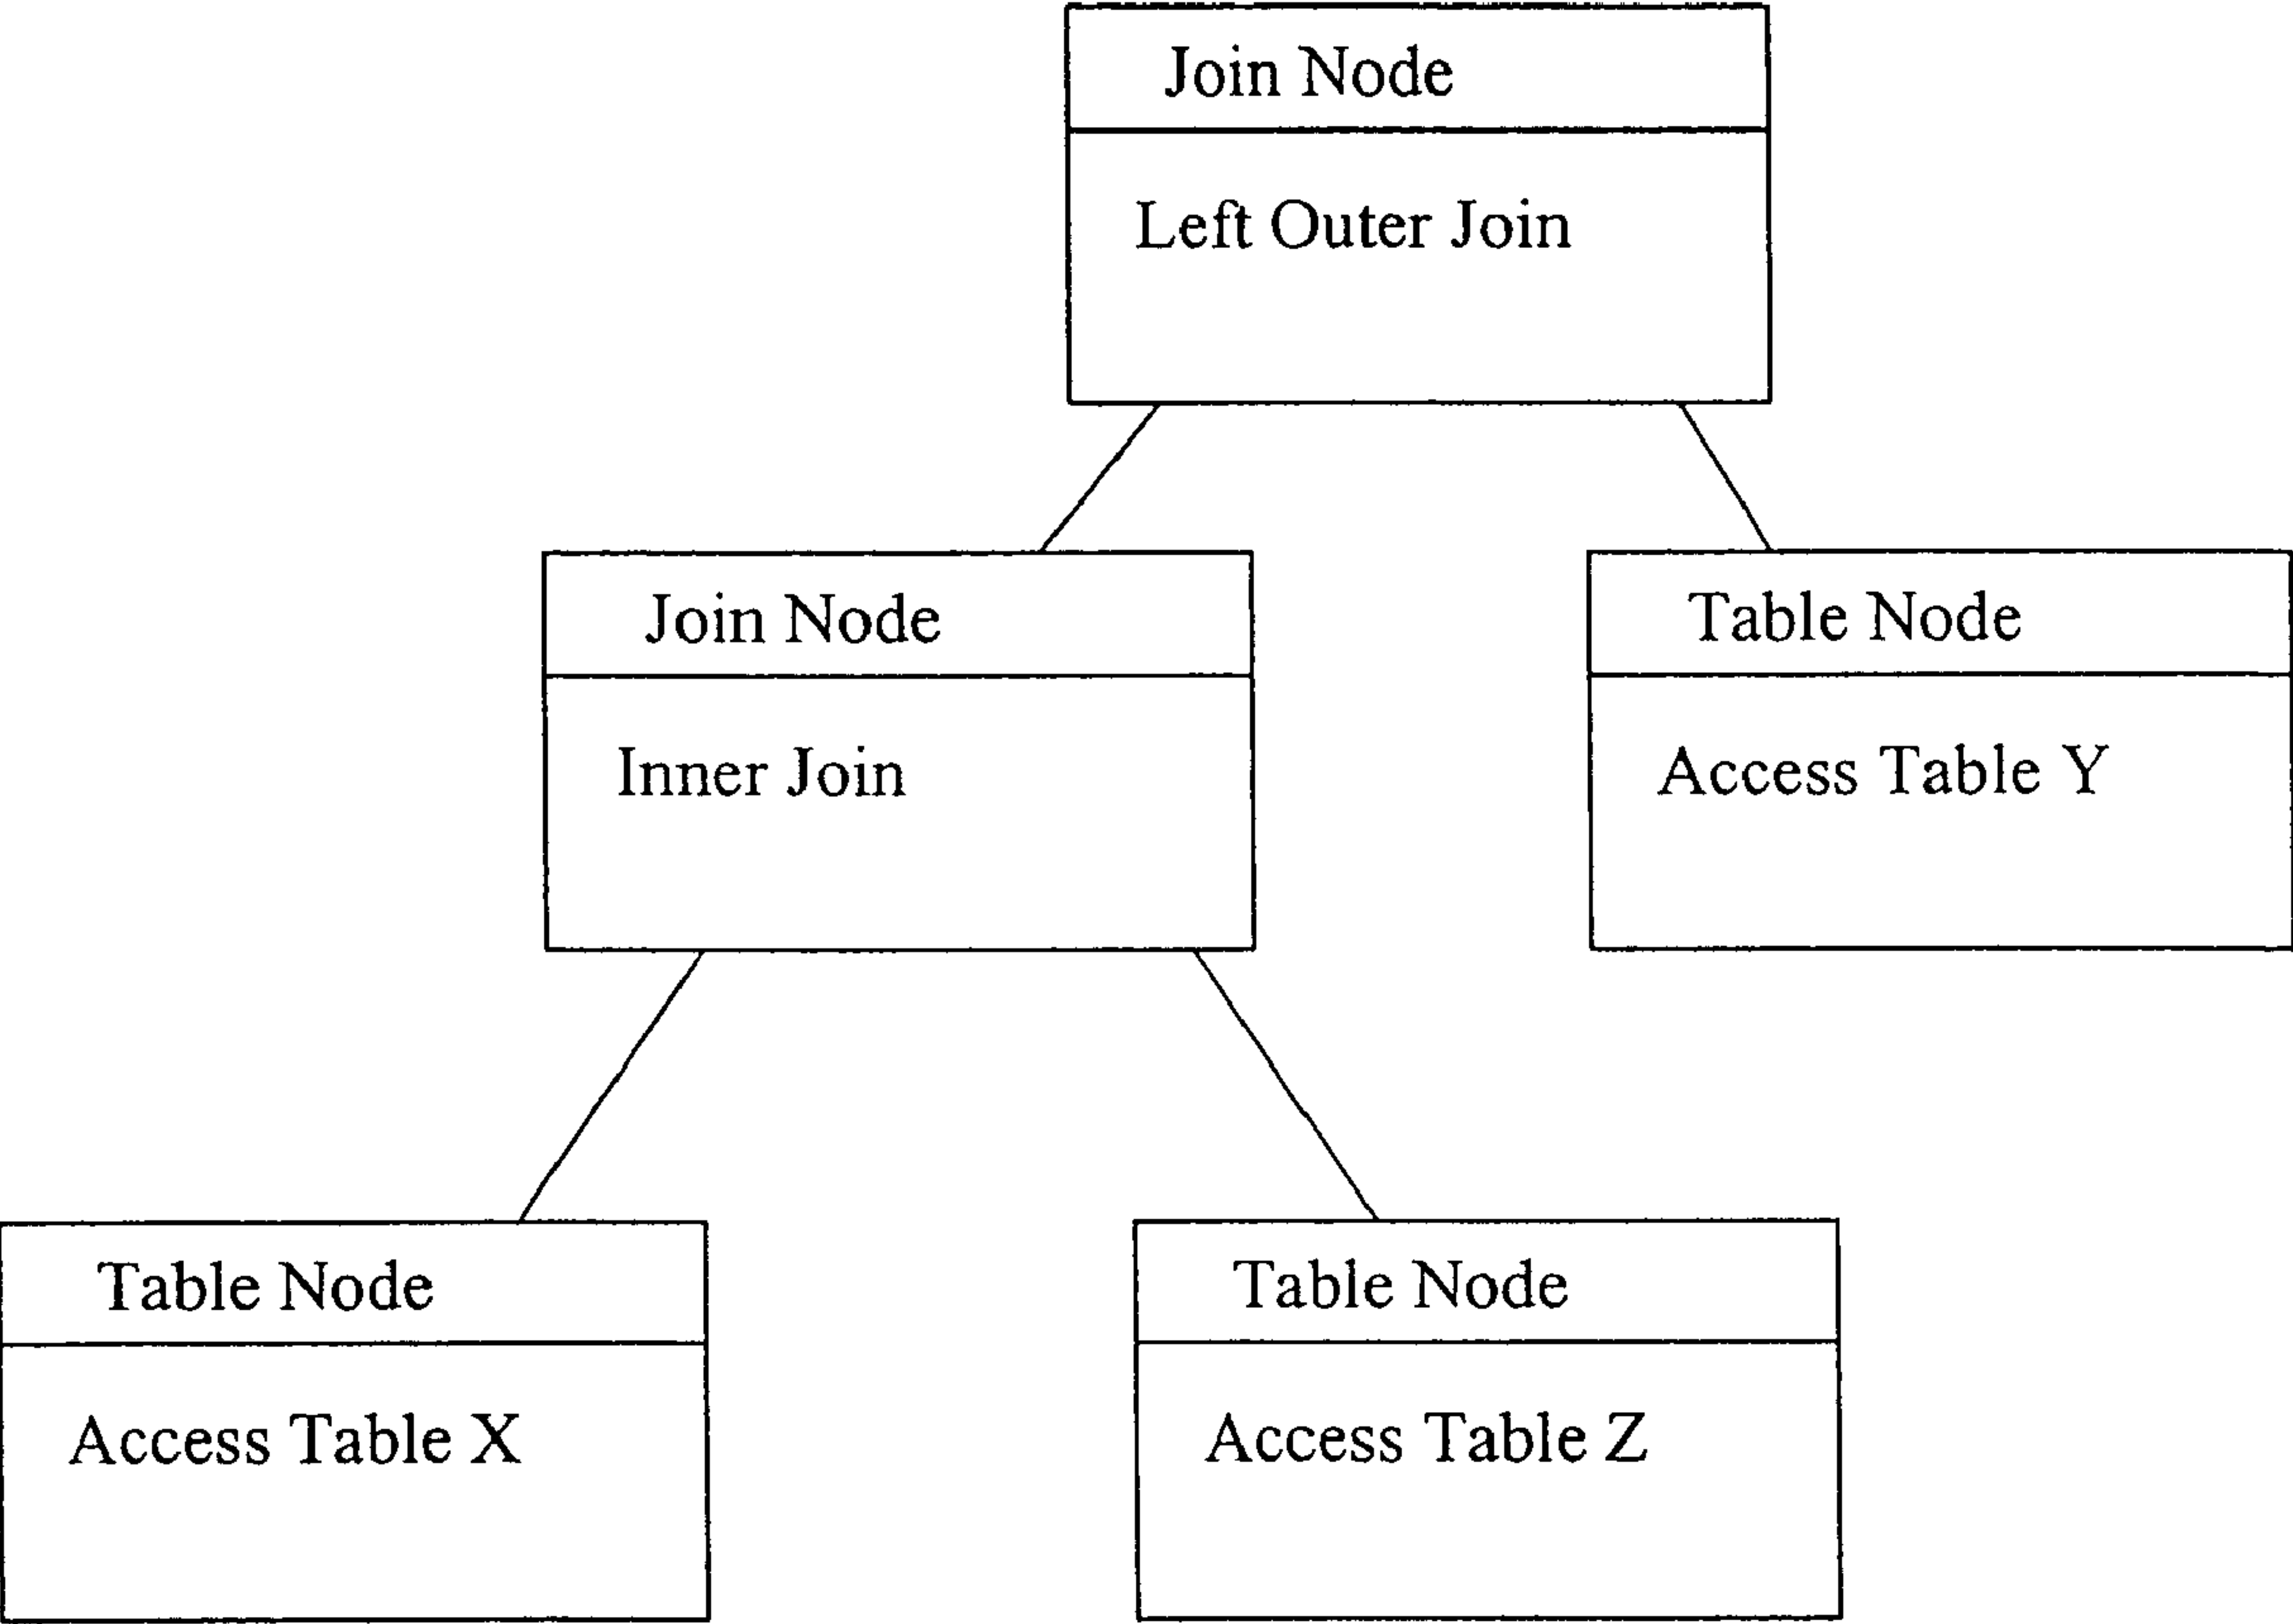 Join Node
Left Outer Join
Join Node
Inner Join
Table Node
Access Table Y
Table Node
Access Table X
Table Node
Access Table Z